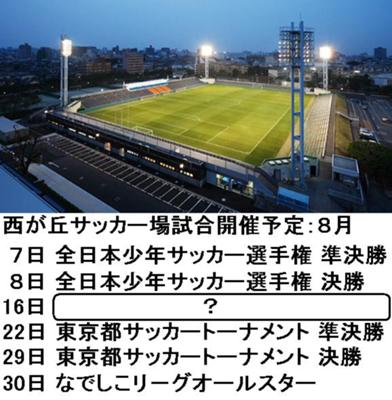 西が丘サッカー場試合開催予定：８月
７日 全日本少年サッカー選手権 準決勝
８日 全日本少年サッカー選手権 決勝
16日 ？
22日 東京都サッカートーナメント 準決勝
29日 東京都サッカートーナメント 決勝
30日 なでしこリーグオールスター